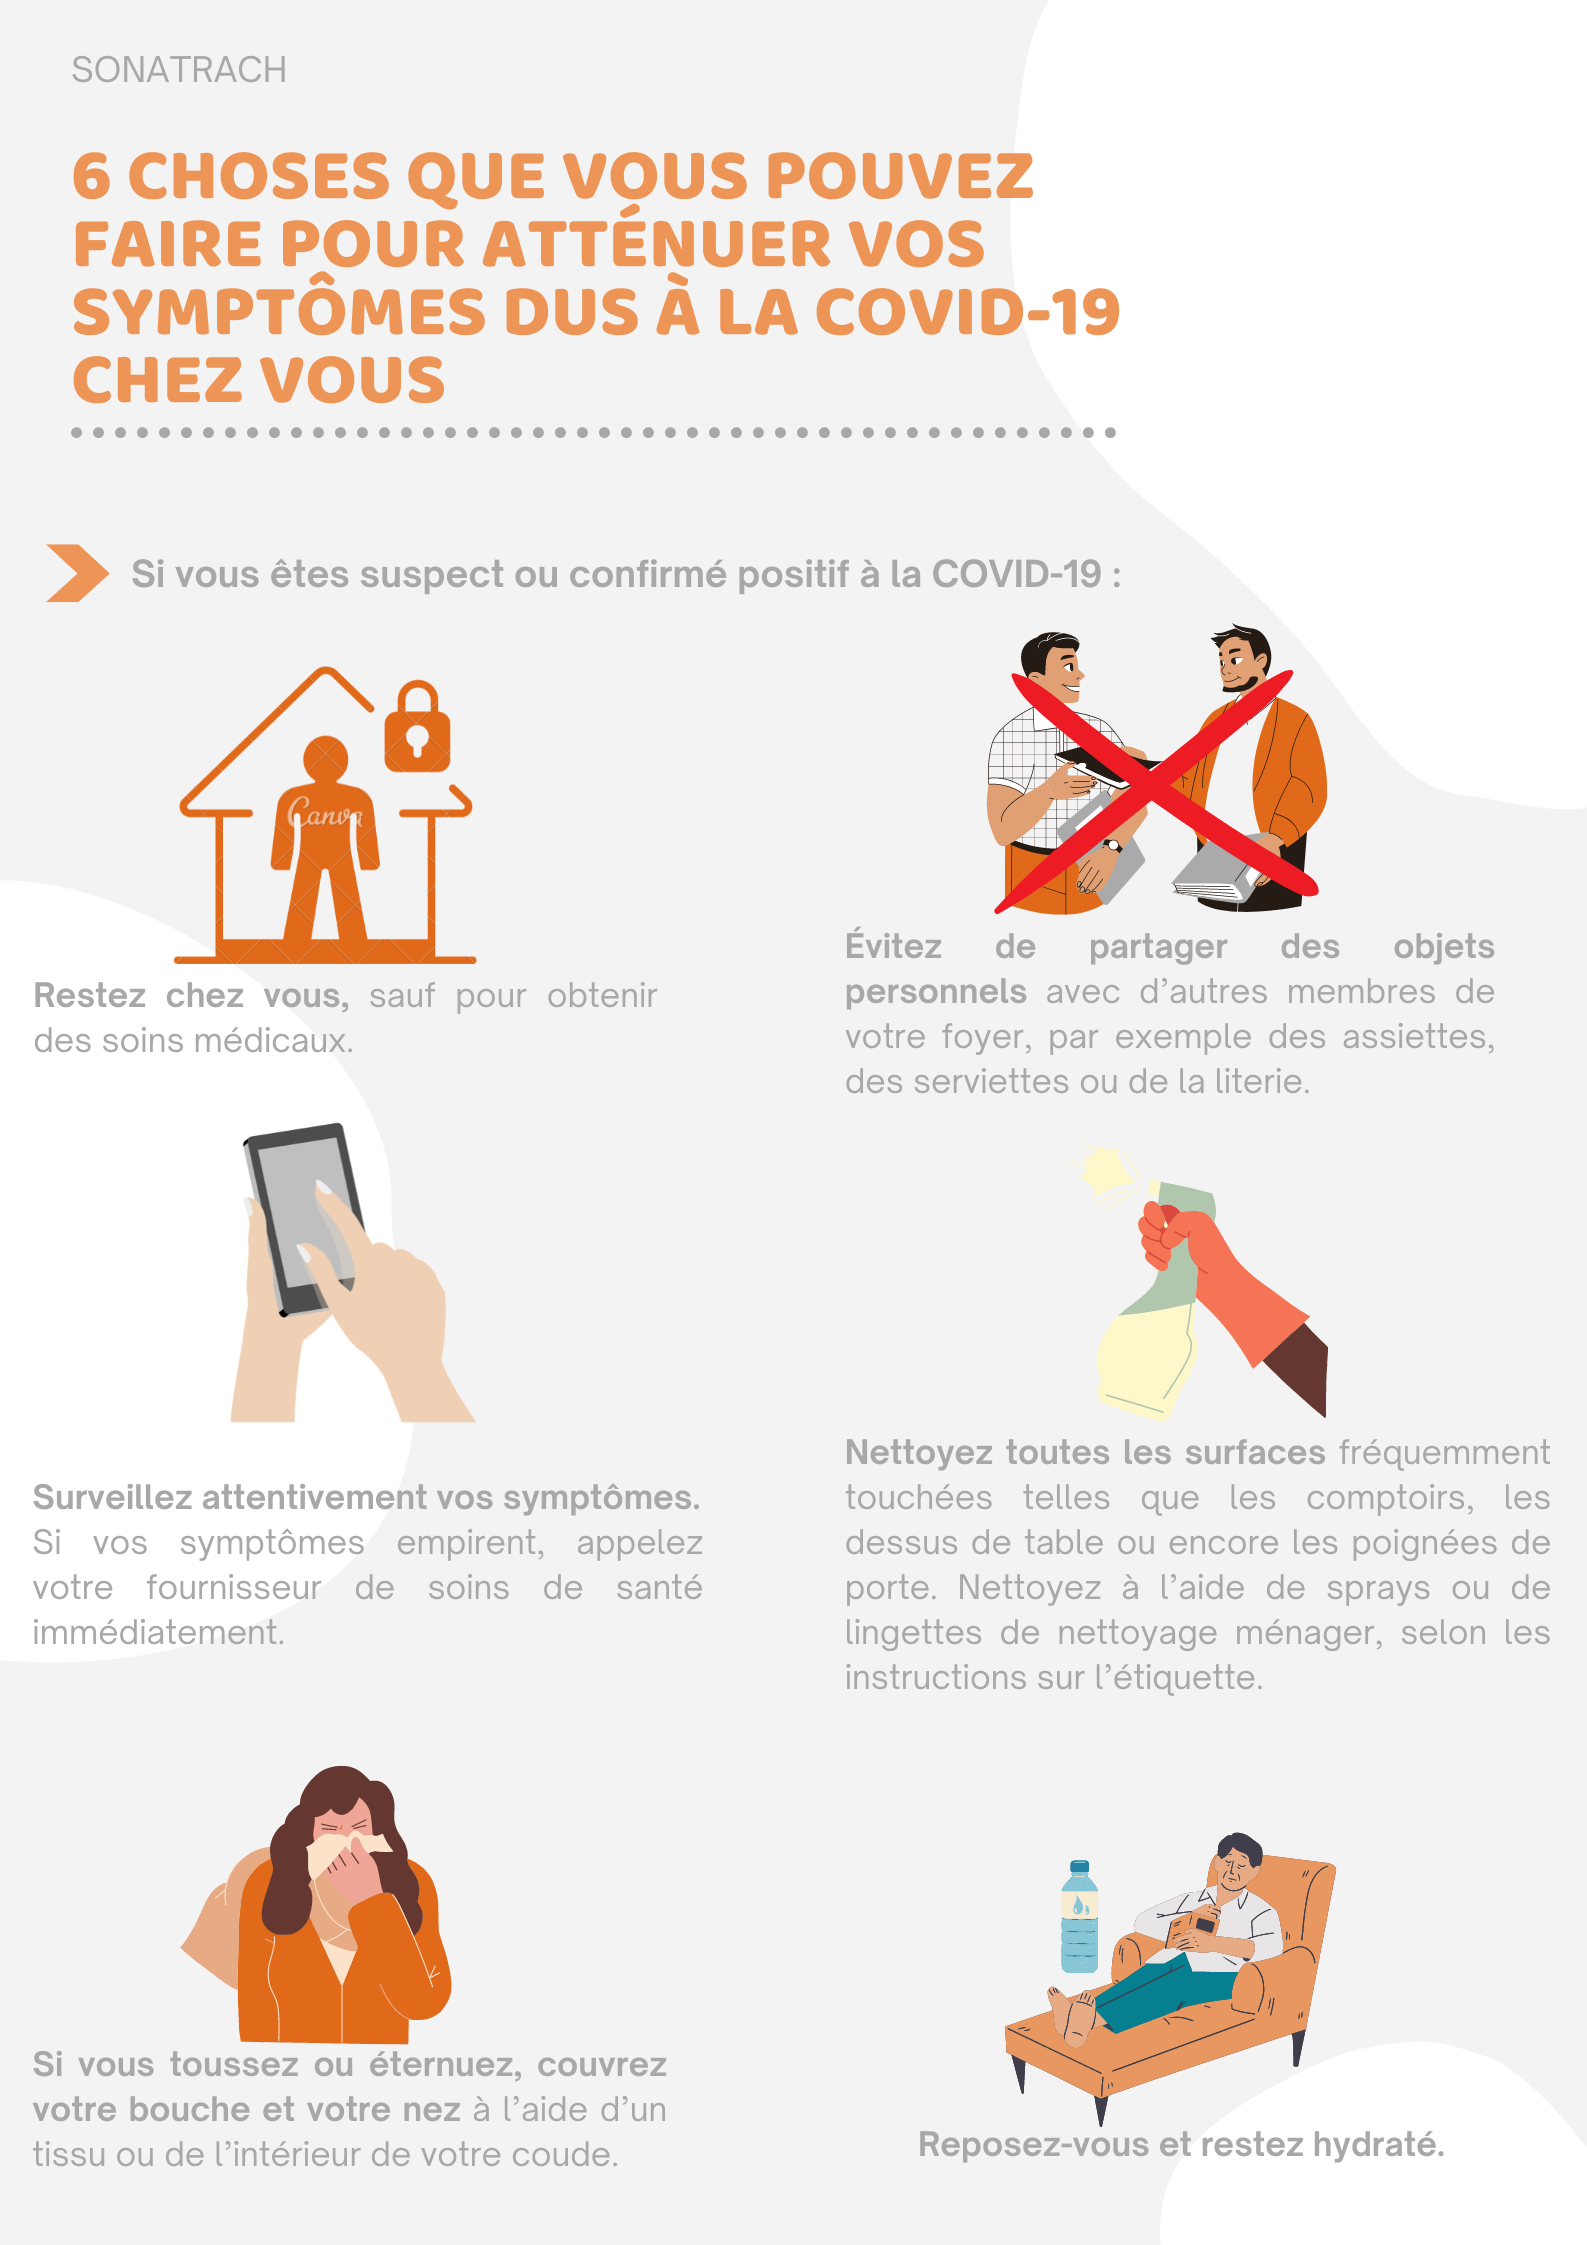 SONATRACH
6 CHOSES QUE VOUS POUVEZ
FAIRE POUR ATTÉNUER VOS
SYMPTÔMES DUS À LA COVID-19
CHEZ VOUS
Si vous êtes suspect ou confirmé positif à la COVID-19 :
Canva
Restez chez vous, sauf pour obtenir
des soins médicaux.
Évitez de partager des objets
personnels avec d’autres membres de
votre foyer, par exemple des assiettes,
des serviettes ou de la literie.
Surveillez attentivement vos symptômes.
Si vos symptômes empirent, appelez
votre fournisseur de soins de santé
immédiatement.
Nettoyez toutes les surfaces fréquemment
touchées telles que les comptoirs, les
dessus de table ou encore les poignées de
porte. Nettoyez à l’aide de sprays ou de
lingettes de nettoyage ménager, selon les
instructions sur l’étiquette.
Si vous toussez ou éternuez, couvrez
votre bouche et votre nez à l’aide d’un
tissu ou de l’intérieur de votre coude.
Reposez-vous et restez hydraté.